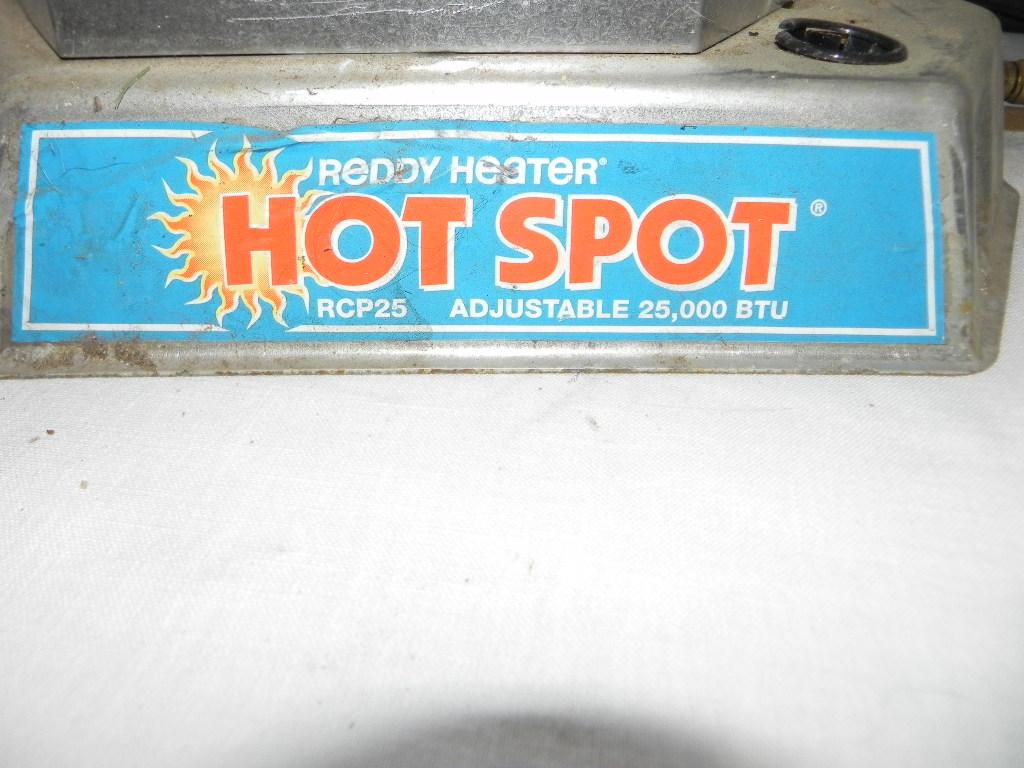 ReDDY HeaTeR®
HOT SPOT ®
RCP25 ADJUSTABLE 25,000 BTU